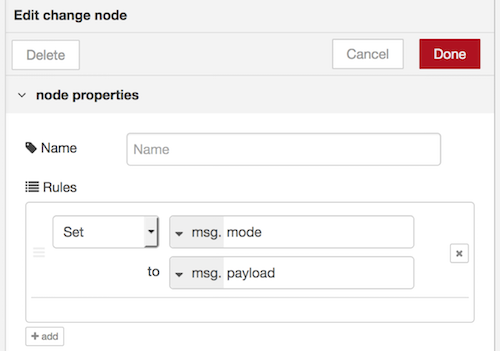 Edit change node
Delete Cancel Done
node properties
Name Name
Rules
Set msg. mode
to msg. payload
add